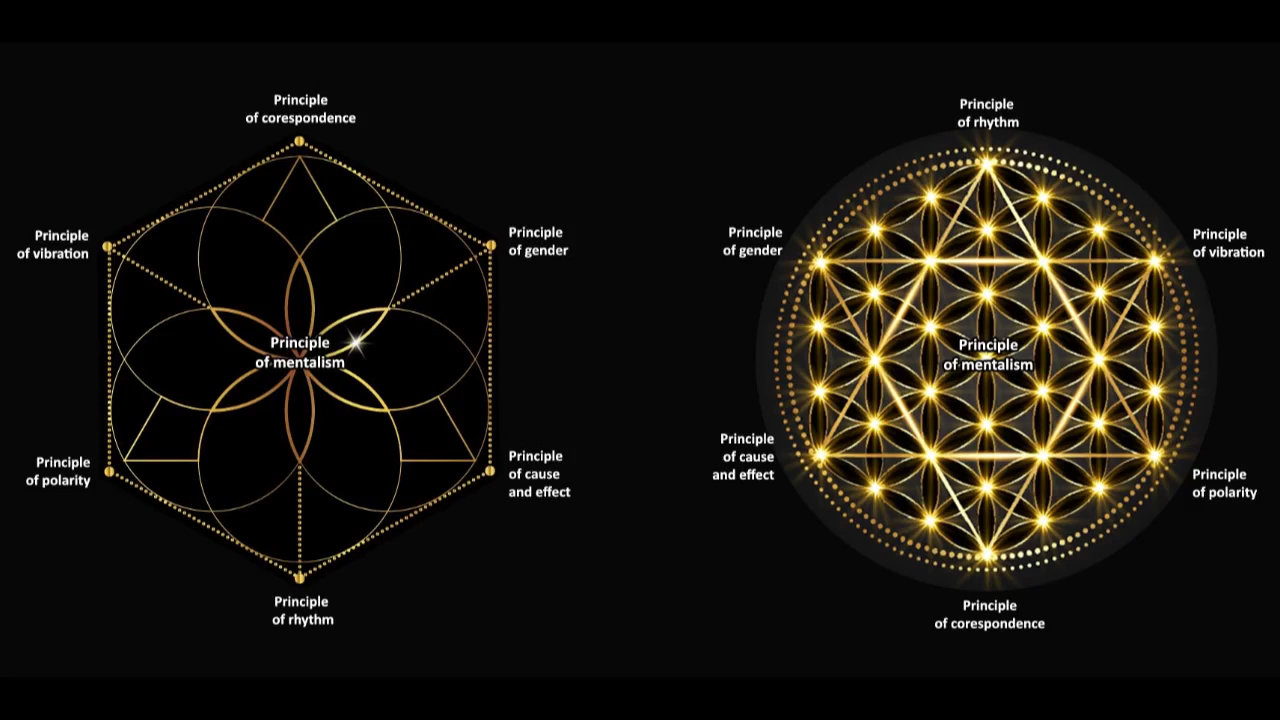 Principle
of corespondence
Principle
of vibration
Principle
of gender
Principle
of mentalism
Principle
of polarity
Principle
of cause
and effect
Principle
of rhythm
Principle
of rhythm
Principle
of gender
Principle
of vibration
Principle
of mentalism
Principle
of cause
and effect
Principle
of polarity
Principle
of corespondence